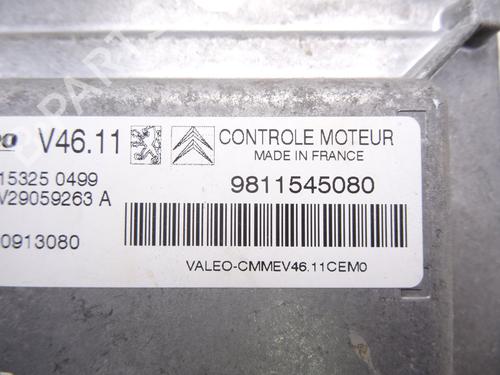 V46.11
CONTROLE MOTEUR
MADE IN FRANCE
15325 0499
V29059263 A
9811545080
0913080
VALEO-CMMEV46.11CEM0